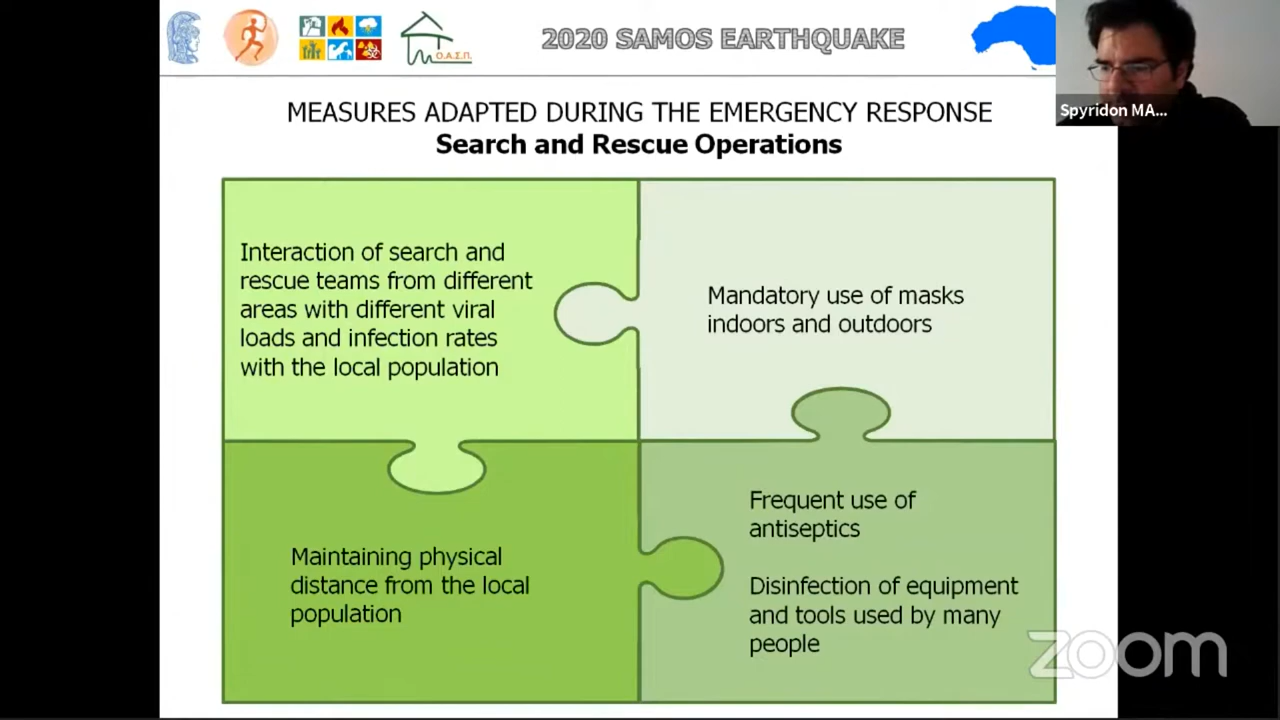 Ο.Α.Σ.Π.
2020 SAMOS EARTHQUAKE
Spyridon MA...
MEASURES ADAPTED DURING THE EMERGENCY RESPONSE
Search and Rescue Operations
Interaction of search and
rescue teams from different
areas with different viral
loads and infection rates
with the local population
Mandatory use of masks
indoors and outdoors
Maintaining physical
distance from the local
population
Frequent use of
antiseptics
Disinfection of equipment
and tools used by many
people
zoom